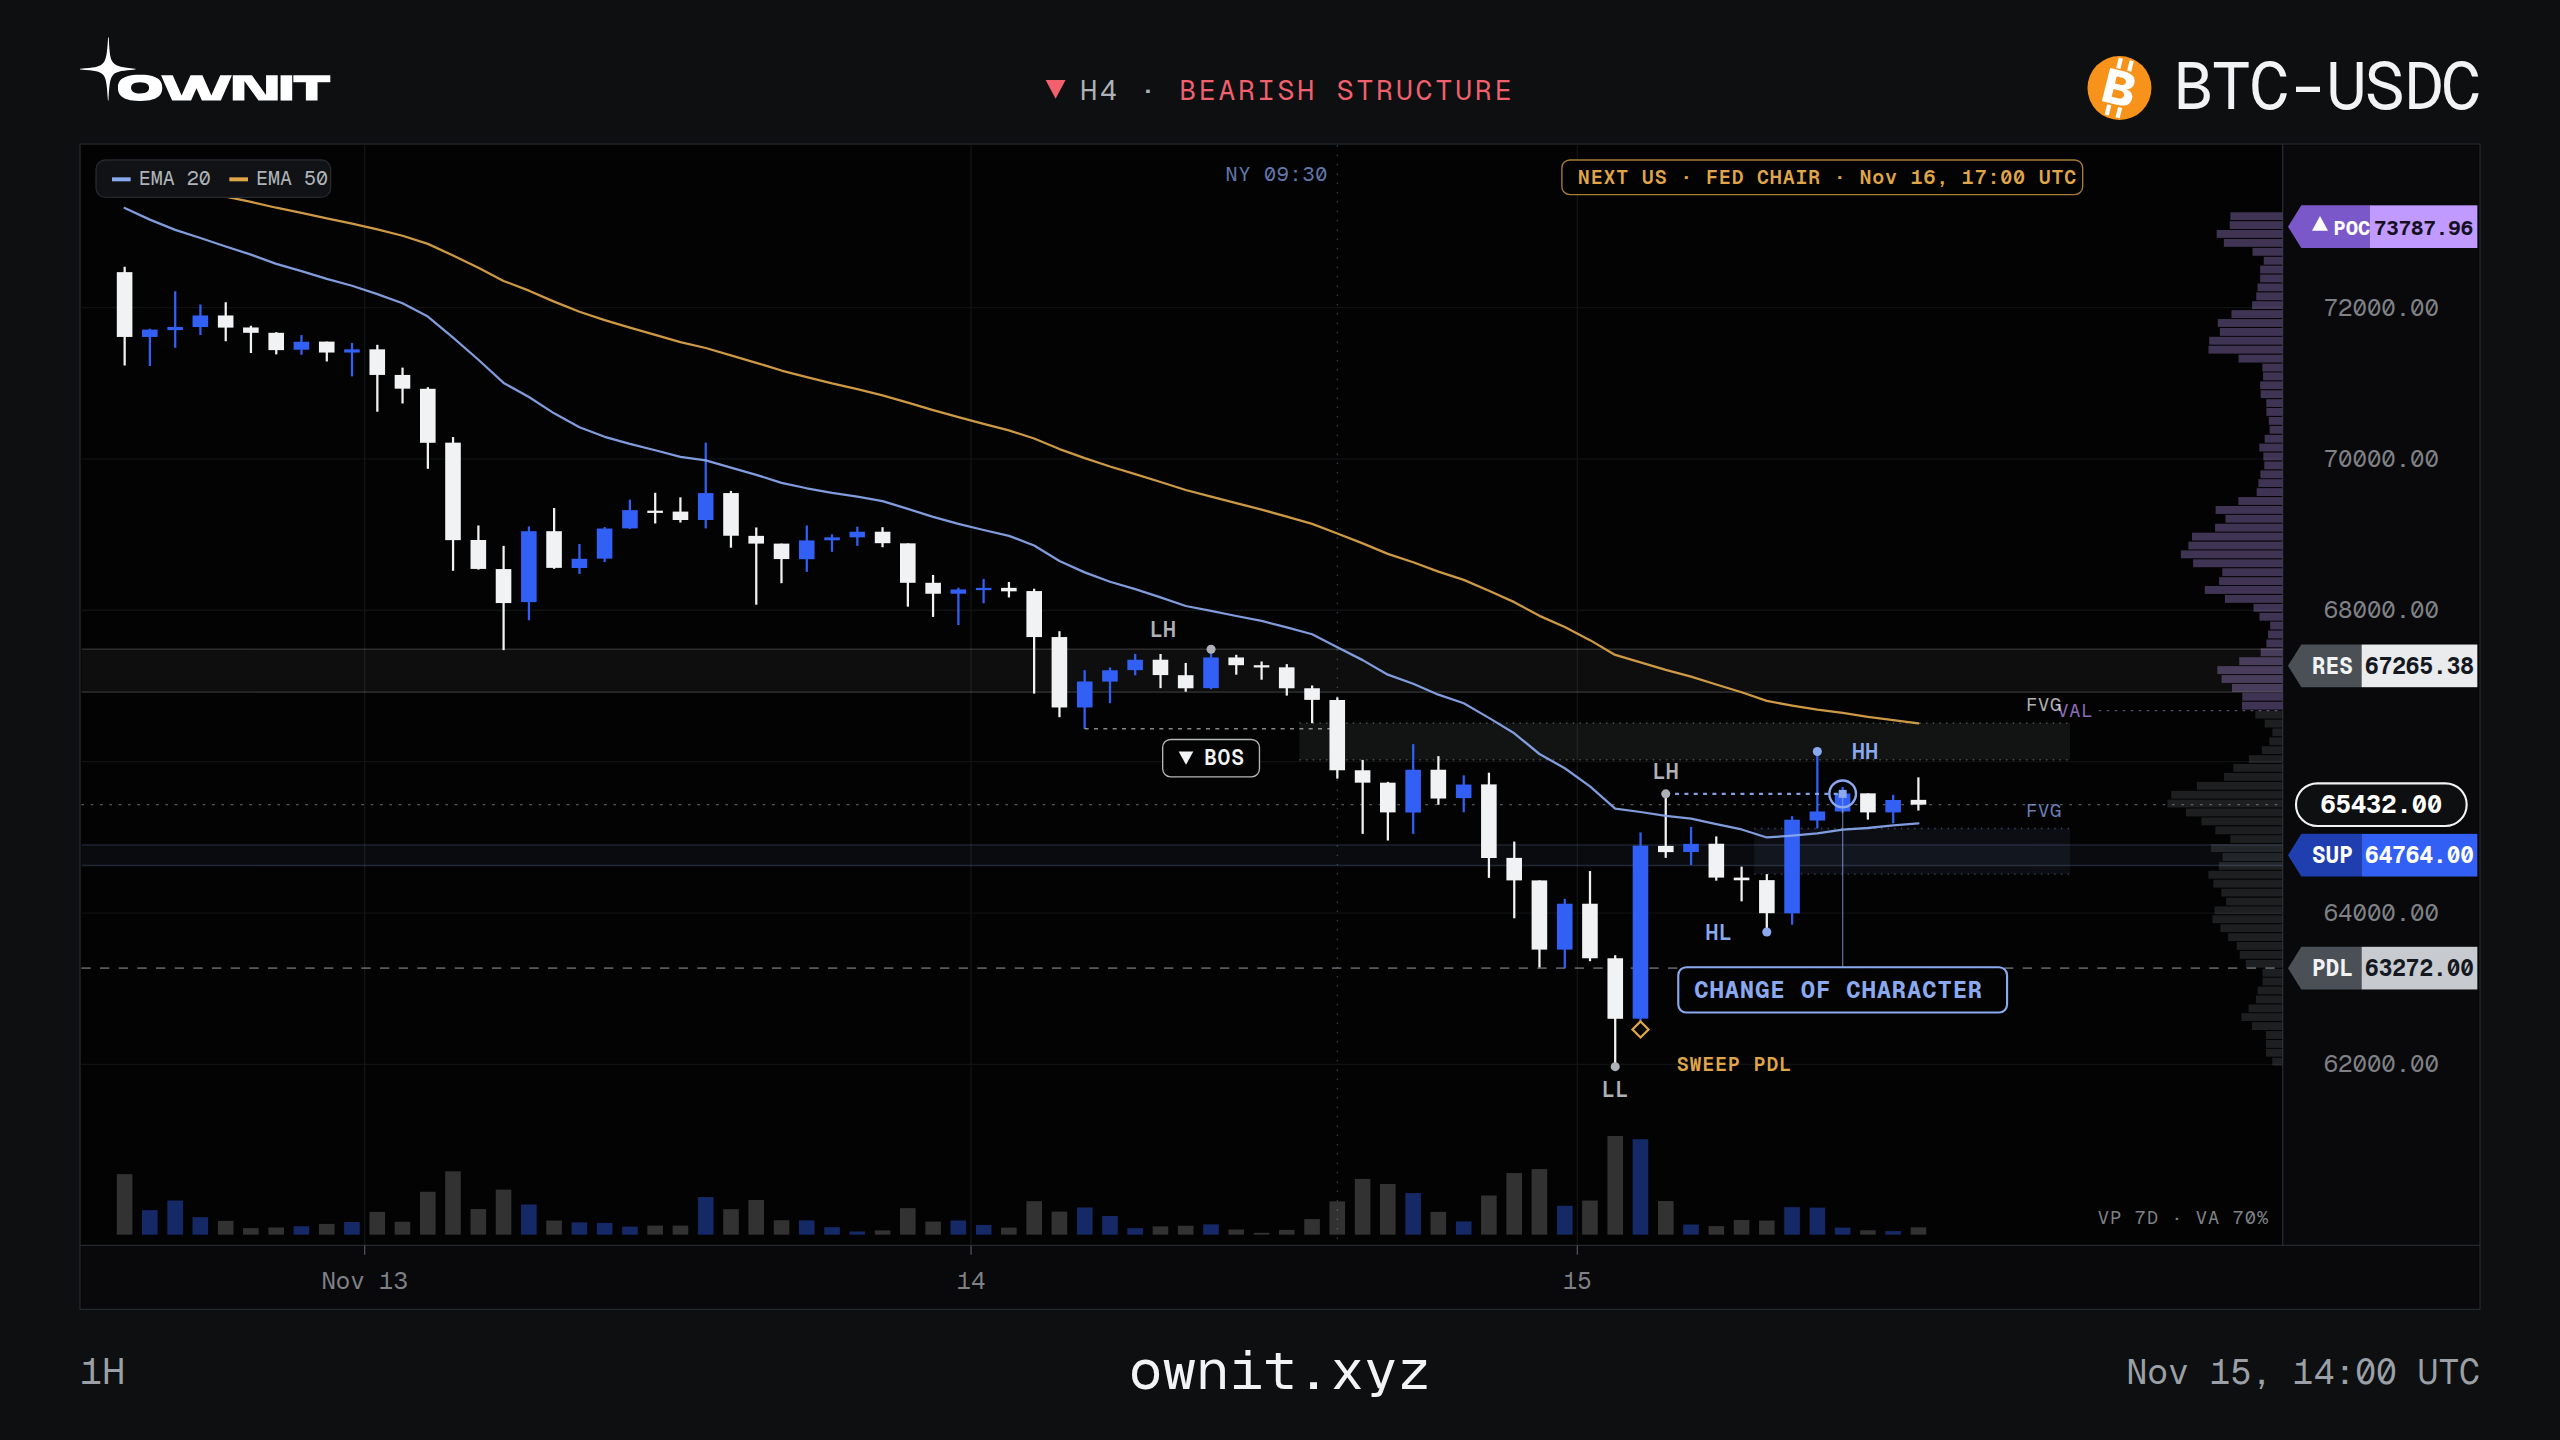 OWNIT
▼ H4 · BEARISH STRUCTURE
BTC-USDC
EMA 20 EMA 50
NY 09:30
NEXT US · FED CHAIR · Nov 16, 17:00 UTC
▲ POC 73787.96
72000.00
70000.00
68000.00
LH
RES 67265.38
FVG
VAL
▼ BOS
HH
LH
65432.00
FVG
SUP 64764.00
64000.00
HL
PDL 63272.00
CHANGE OF CHARACTER
SWEEP PDL
62000.00
LL
VP 7D · VA 70%
Nov 13
14
15
1H
ownit.xyz
Nov 15, 14:00 UTC